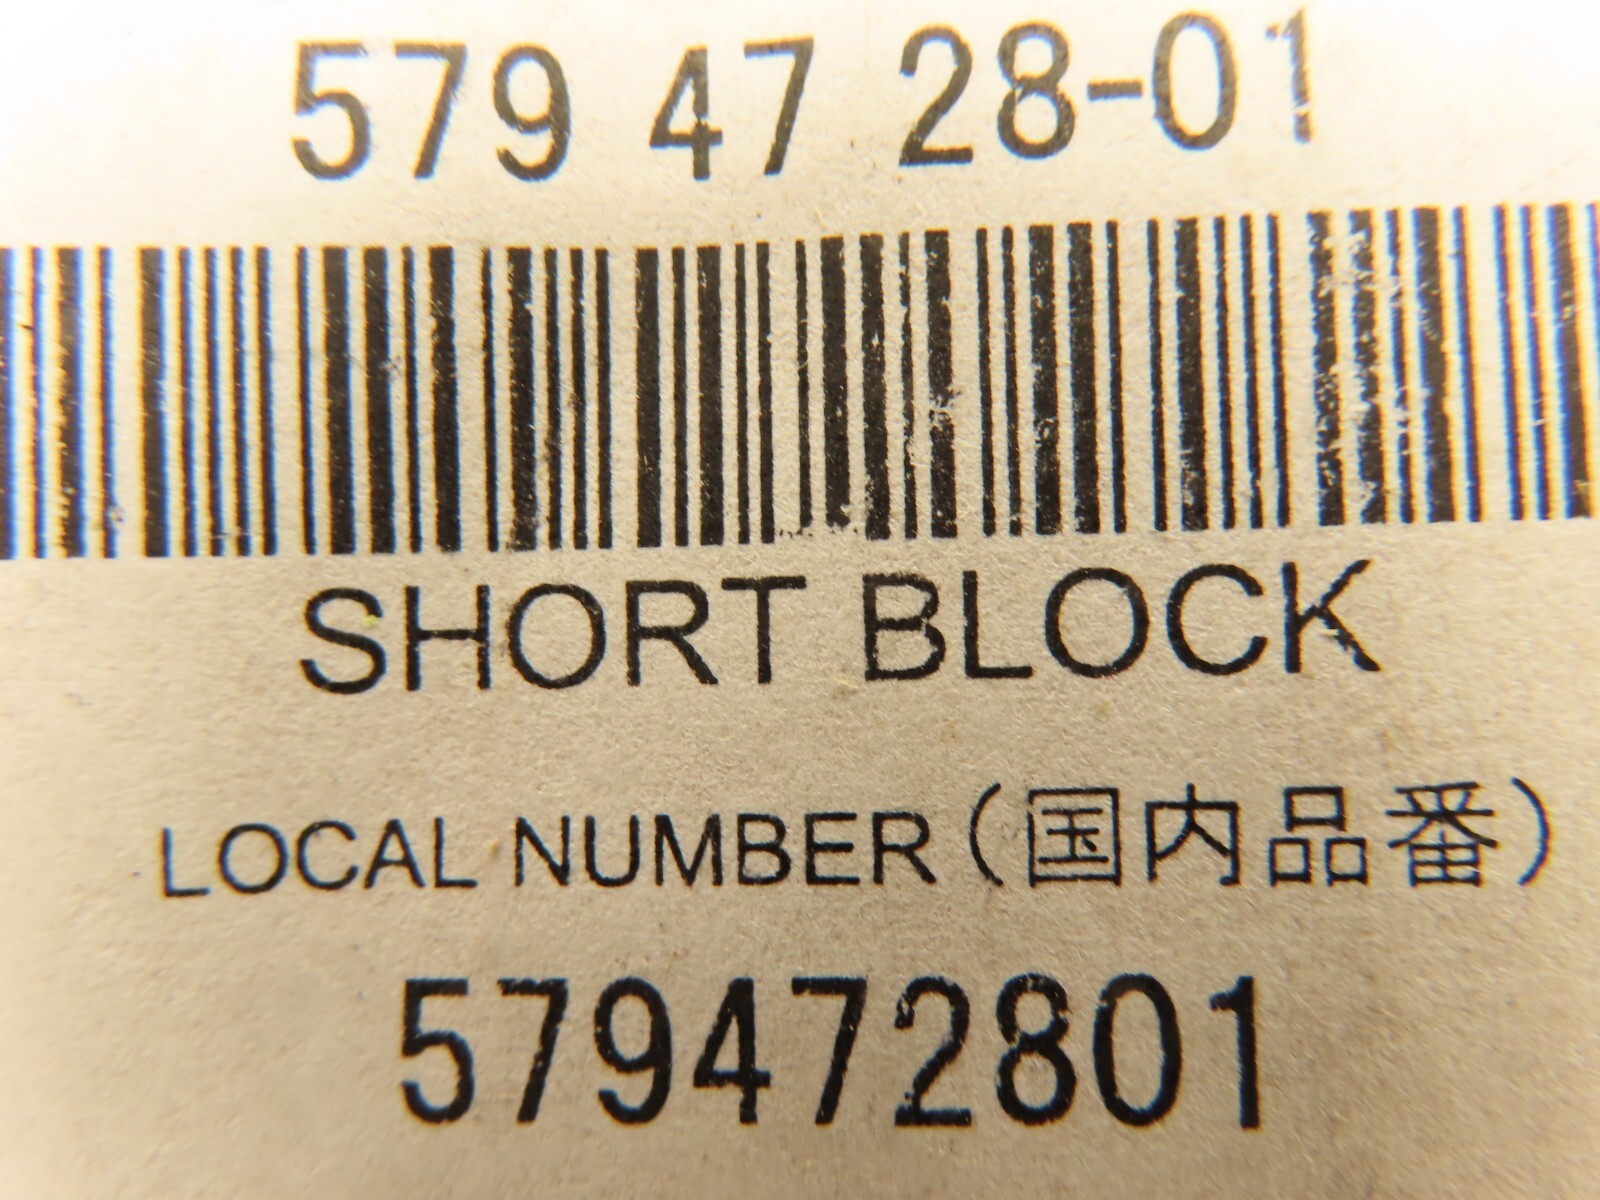 579 47 28-01
SHORT BLOCK
LOCAL NUMBER（国内品番）
579472801